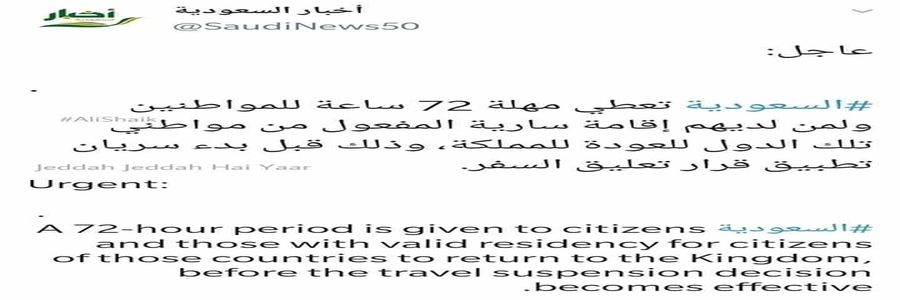 أخبار
أخبار السعودية
@SaudiNews50
عاجل:
.
#السعودية تعطي مهلة 72 ساعة للمواطنين
#AliShaik
ولمن لديهم إقامة سارية المفعول من مواطني
تلك الدول للعودة للمملكة، وذلك قبل بدء سريان
تطبيق قرار تعليق السفر.
Jeddah Jeddah Hai Yaar
Urgent:
.
A 72-hour period is given to citizens #السعودية
and those with valid residency for citizens
of those countries to return to the Kingdom,
before the travel suspension decision
.becomes effective